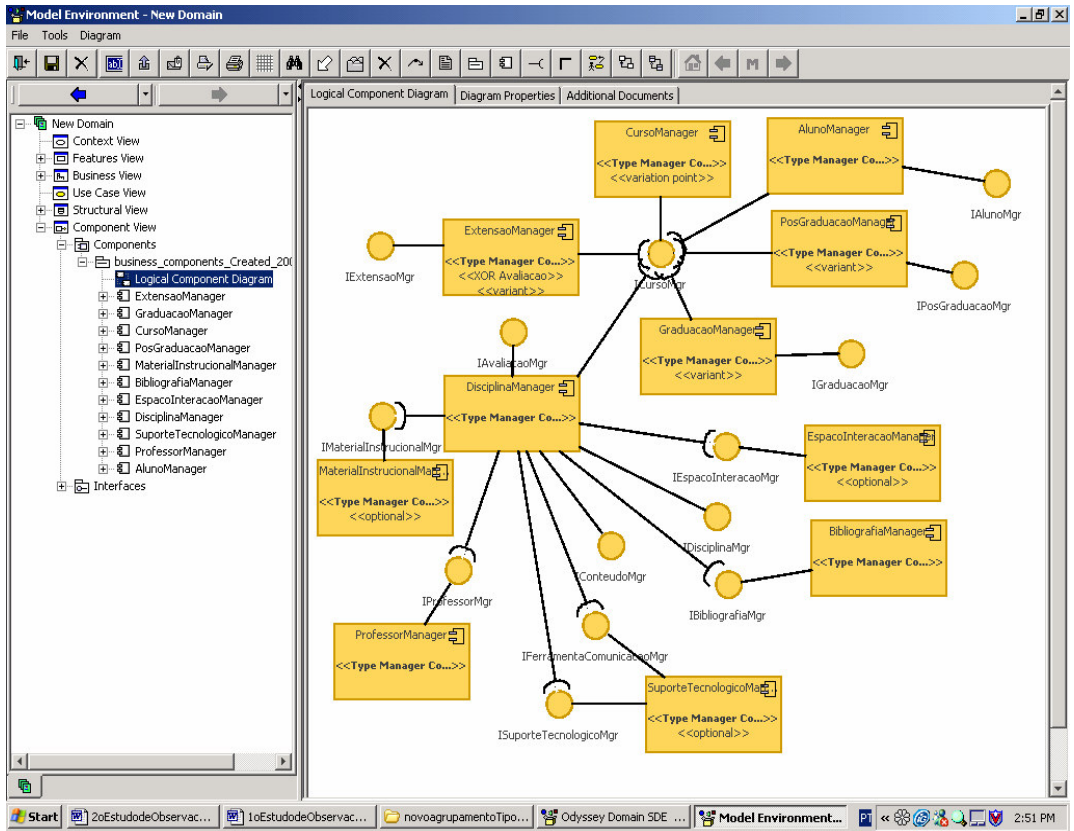 Model Environment - New Domain
File Tools Diagram
Logical Component Diagram
Diagram Properties
Additional Documents
New Domain
Context View
Features View
Business View
Use Case View
Structural View
Component View
Components
business_components_Created_200
Logical Component Diagram
ExtensaoManager
GraduacaoManager
CursoManager
PosGraduacaoManager
MaterialInstrucionalManager
BibliografiaManager
EspacoInteracaoManager
DisciplinaManager
SuporteTecnologicoManager
ProfessorManager
AlunoManager
Interfaces
CursoManager
<<Type Manager Co...>>
<<variation point>>
AlunoManager
<<Type Manager Co...>>
IAlunoMgr
ExtensaoManager
<<Type Manager Co...>>
<<XOR Avaliacao>>
<<variant>>
IExtensaoMgr
ICursoMgr
PosGraduacaoManager
<<Type Manager Co...>>
<<variant>>
IPosGraduacaoMgr
GraduacaoManager
<<Type Manager Co...>>
<<variant>>
IGraduacaoMgr
IAvaliacaoMgr
DisciplinaManager
<<Type Manager Co...>>
IMaterialInstrucionalMgr
MaterialInstrucionalMa...
<<Type Manager Co...>>
<<optional>>
IEspacoInteracaoMgr
EspacoInteracaoManager
<<Type Manager Co...>>
<<optional>>
IDisciplinaMgr
BibliografiaManager
<<Type Manager Co...>>
IBibliografiaMgr
IConteudoMgr
IProfessorMgr
ProfessorManager
<<Type Manager Co...>>
IFerramentaComunicacaoMgr
SuporteTecnologicoMa...
<<Type Manager Co...>>
<<optional>>
ISuporteTecnologicoMgr
Start
2oEstudodeObservac...
1oEstudodeObservac...
novoagrupamentoTipo...
Odyssey Domain SDE ...
Model Environment...
PT
2:51 PM